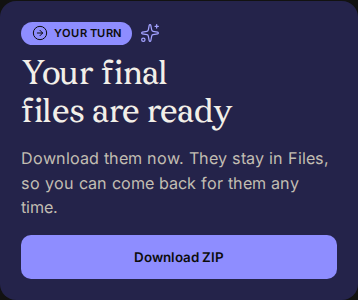 YOUR TURN
Your final
files are ready
Download them now. They stay in Files,
so you can come back for them any
time.
Download ZIP